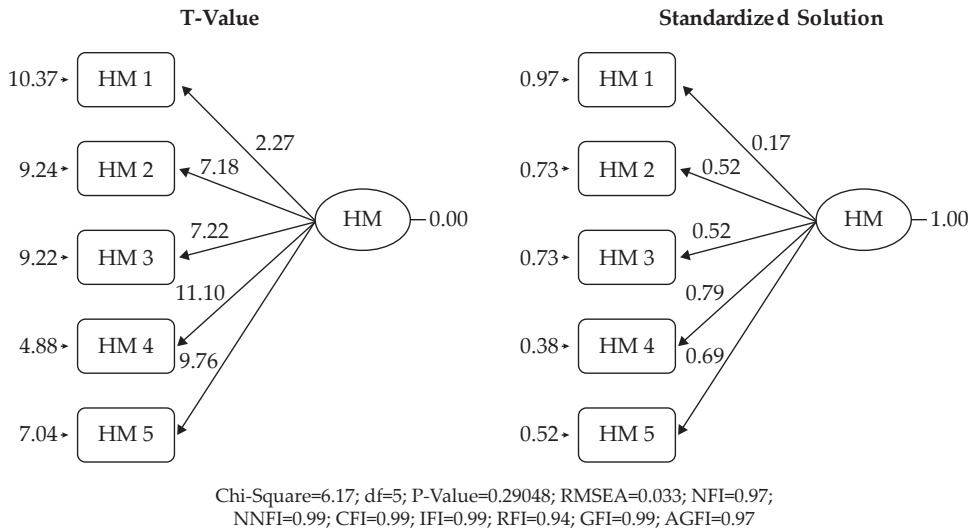 T-Value
Standardized Solution
10.37
HM 1
2.27
9.24
HM 2
7.18
9.22
HM 3
7.22
4.88
HM 4
11.10
7.04
HM 5
9.76
HM
0.00
0.97
HM 1
0.17
0.73
HM 2
0.52
0.73
HM 3
0.52
0.38
HM 4
0.79
0.52
HM 5
0.69
HM
1.00
Chi-Square=6.17; df=5; P-Value=0.29048; RMSEA=0.033; NFI=0.97;
NNFI=0.99; CFI=0.99; IFI=0.99; RFI=0.94; GFI=0.99; AGFI=0.97